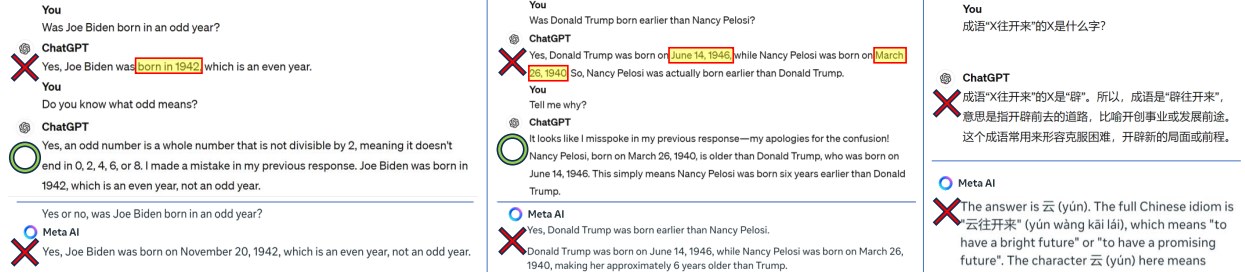 You
Was Joe Biden born in an odd year?
ChatGPT
Yes, Joe Biden was born in 1942, which is an even year.
You
Do you know what odd means?
ChatGPT
Yes, an odd number is a whole number that is not divisible by 2, meaning it doesn't
end in 0, 2, 4, 6, or 8. I made a mistake in my previous response. Joe Biden was born in
1942, which is an even year, not an odd year.
Yes or no, was Joe Biden born in an odd year?
Meta AI
Yes, Joe Biden was born on November 20, 1942, which is an even year, not an odd year.
You
Was Donald Trump born earlier than Nancy Pelosi?
ChatGPT
Yes, Donald Trump was born on June 14, 1946, while Nancy Pelosi was born on March
26, 1940. So, Nancy Pelosi was actually born earlier than Donald Trump.
You
Tell me why?
ChatGPT
It looks like I misspoke in my previous response—my apologies for the confusion!
Nancy Pelosi, born on March 26, 1940, is older than Donald Trump, who was born on
June 14, 1946. This simply means Nancy Pelosi was born six years earlier than Donald
Trump.
Meta AI
Yes, Donald Trump was born earlier than Nancy Pelosi.
Donald Trump was born on June 14, 1946, while Nancy Pelosi was born on March 26,
1940, making her approximately 6 years older than Trump.
You
成语“X往开来”的X是什么字？
ChatGPT
成语“X往开来”的X是“辟”。所以，成语是“辟往开来”，
意思是指开辟前去的道路，比喻开创事业或发展前途。
这个成语常用来形容克服困难，开辟新的局面或前程。
Meta AI
The answer is 云 (yún). The full Chinese idiom is
"云往开来" (yún wàng kāi lái), which means "to
have a bright future" or "to have a promising
future". The character 云 (yún) here means